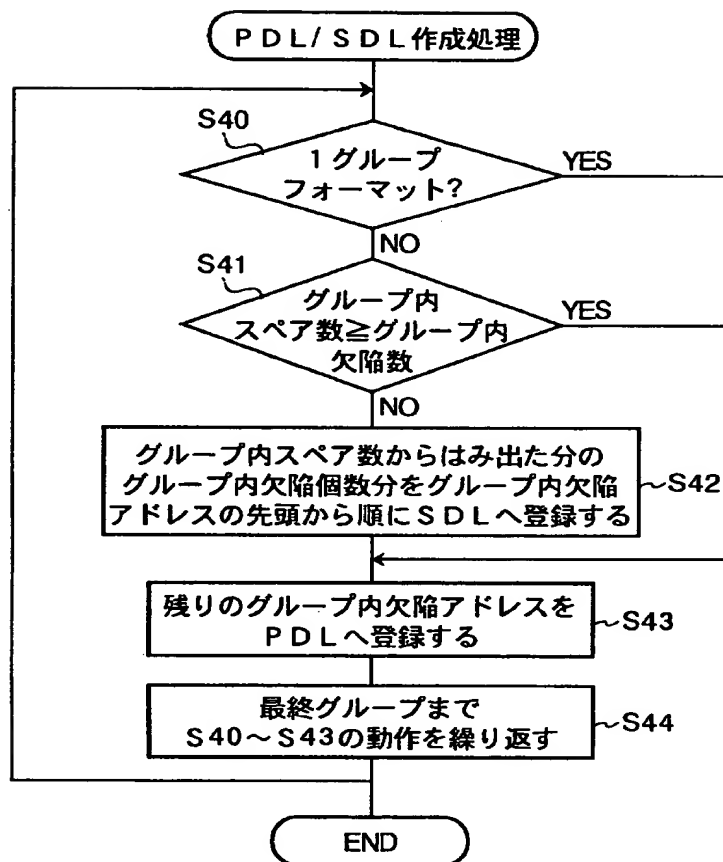 PDL/SDL作成処理
S40
1グループ
フォーマット?
YES
NO
S41
グループ内
スペア数≧グループ内
欠陥数
YES
NO
グループ内スペア数からはみ出た分の
グループ内欠陥個数分をグループ内欠陥
アドレスの先頭から順にSDLへ登録する
S42
残りのグループ内欠陥アドレスを
PDLへ登録する
S43
最終グループまで
S40~S43の動作を繰り返す
S44
END